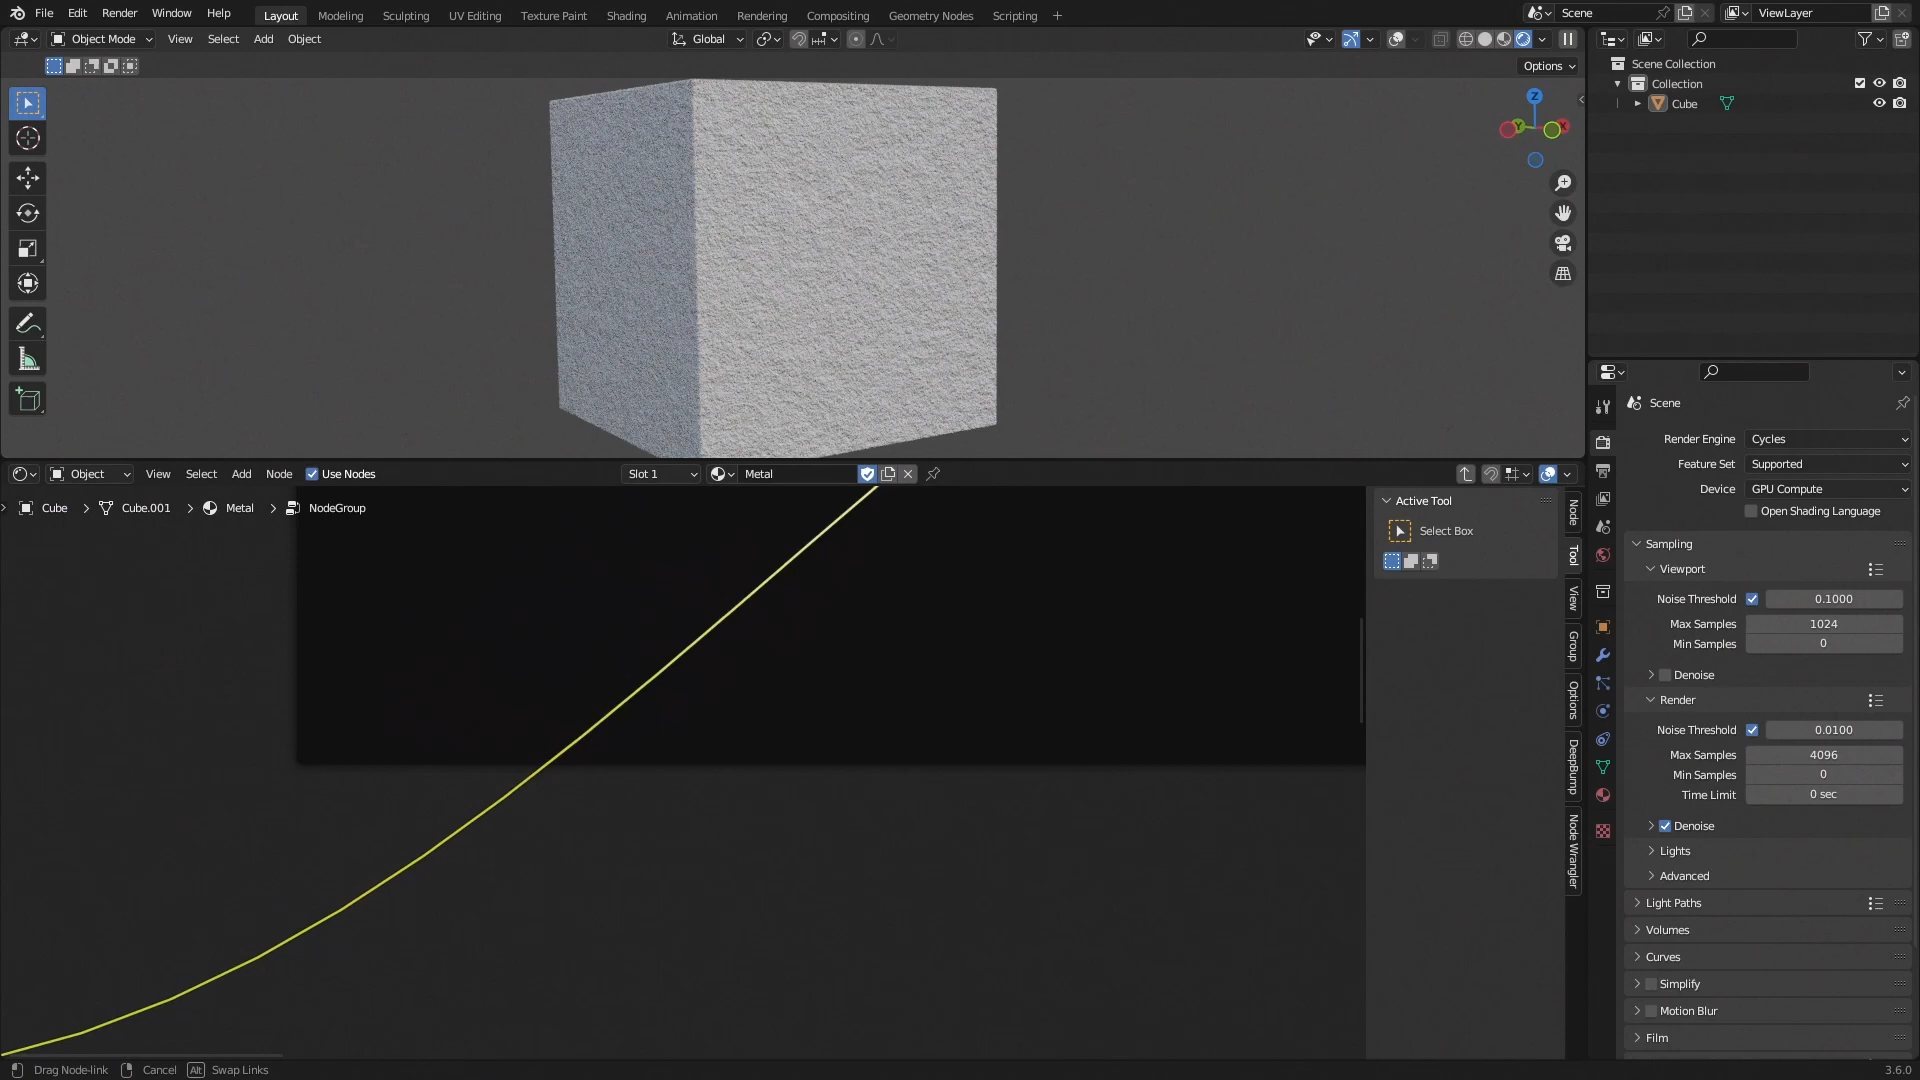 File Edit Render Window Help
Layout Modeling Sculpting UV Editing Texture Paint Shading Animation Rendering Compositing Geometry Nodes Scripting +
Scene
ViewLayer
Object Mode View Select Add Object
Global
Options
Z
Y
X
Scene Collection
Collection
Cube
Object View Select Add Node Use Nodes
Slot 1
Metal
Cube > Cube.001 > Metal > NodeGroup
Active Tool
Select Box
Node
Tool
View
Group
Options
DeepBump
Node Wrangler
Scene
Render Engine Cycles
Feature Set Supported
Device GPU Compute
Open Shading Language
Sampling
Viewport
Noise Threshold 0.1000
Max Samples 1024
Min Samples 0
Denoise
Render
Noise Threshold 0.0100
Max Samples 4096
Min Samples 0
Time Limit 0 sec
Denoise
Lights
Advanced
Light Paths
Volumes
Curves
Simplify
Motion Blur
Film
Drag Node-link Cancel Alt Swap Links
3.6.0